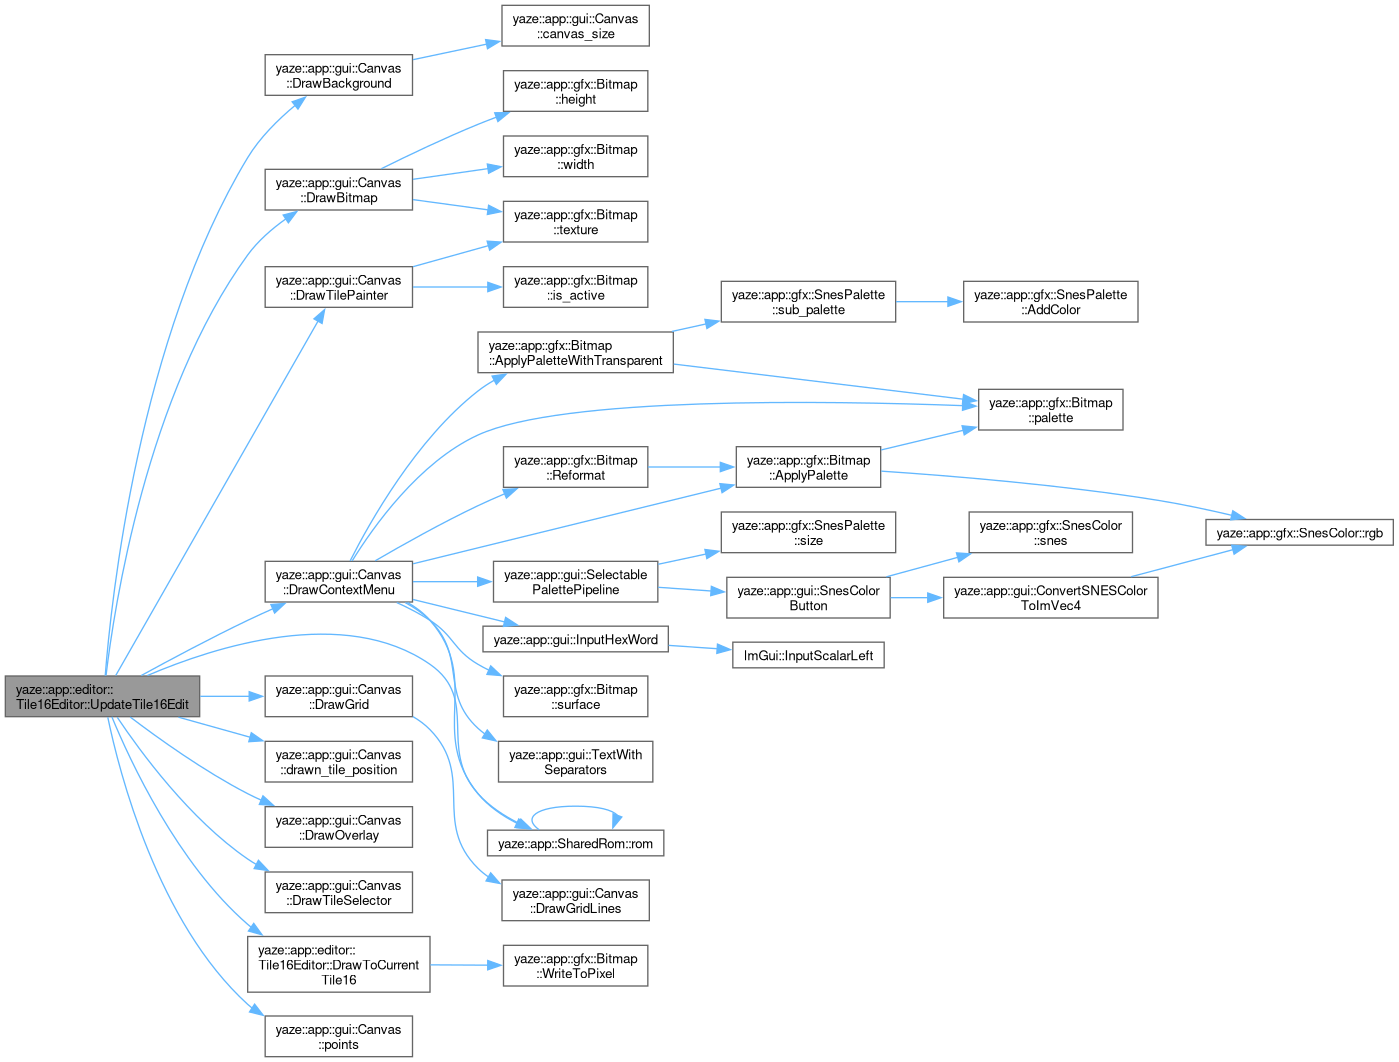 yaze::app::gui::Canvas
::canvas_size
yaze::app::gui::Canvas
::DrawBackground
yaze::app::gfx::Bitmap
::height
yaze::app::gfx::Bitmap
::width
yaze::app::gui::Canvas
::DrawBitmap
yaze::app::gfx::Bitmap
::texture
yaze::app::gui::Canvas
::DrawTilePainter
yaze::app::gfx::Bitmap
::is_active
yaze::app::gfx::SnesPalette
::sub_palette
yaze::app::gfx::SnesPalette
::AddColor
yaze::app::gfx::Bitmap
::ApplyPaletteWithTransparent
yaze::app::gfx::Bitmap
::palette
yaze::app::gfx::Bitmap
::Reformat
yaze::app::gfx::Bitmap
::ApplyPalette
yaze::app::gfx::SnesPalette
::size
yaze::app::gfx::SnesColor
::snes
yaze::app::gfx::SnesColor::rgb
yaze::app::gui::Canvas
::DrawContextMenu
yaze::app::gui::Selectable
PalettePipeline
yaze::app::gui::SnesColor
Button
yaze::app::gui::ConvertSNESColor
ToImVec4
yaze::app::gui::InputHexWord
ImGui::InputScalarLeft
yaze::app::editor::
Tile16Editor::UpdateTile16Edit
yaze::app::gui::Canvas
::DrawGrid
yaze::app::gfx::Bitmap
::surface
yaze::app::gui::Canvas
::drawn_tile_position
yaze::app::gui::TextWith
Separators
yaze::app::gui::Canvas
::DrawOverlay
yaze::app::SharedRom::rom
yaze::app::gui::Canvas
::DrawTileSelector
yaze::app::gui::Canvas
::DrawGridLines
yaze::app::editor::
Tile16Editor::DrawToCurrent
Tile16
yaze::app::gfx::Bitmap
::WriteToPixel
yaze::app::gui::Canvas
::points